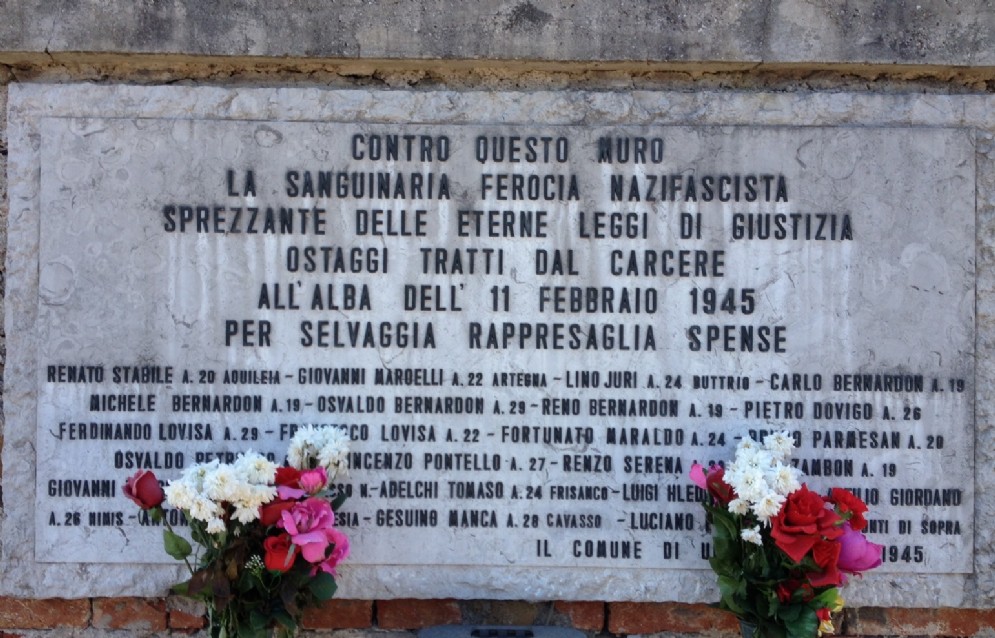 CONTRO QUESTO MURO
LA SANGUINARIA FEROCIA NAZIFASCISTA
SPREZZANTE DELLE ETERNE LEGGI DI GIUSTIZIA
OSTAGGI TRATTI DAL CARCERE
ALL'ALBA DELL' 11 FEBBRAIO 1945
PER SELVAGGIA RAPPRESAGLIA SPENSE
RENATO STABILE A. 20 AQUILEIA - GIOVANNI MAROELLI A. 22 ARTEGNA - LINO JURI A. 24 BUTTRIO - CARLO BERNARDON A. 19
MICHELE BERNARDON A. 19 - OSVALDO BERNARDON A. 29 - RENO BERNARDON A. 19 - PIETRO DOVIGO A. 26
FERDINANDO LOVISA A. 29 - LOVISA A. 22 - FORTUNATO MARALDO A. 24 - PARMESAN A. 20
OSVALDO PONTELLO A. 27 - RENZO SERENA ZAMBON A. 19
GIOVANNI N. - ADELCHI TOMASO A. 24 FRISANCO - LUIGI GIORDANO
A. 26 NIMIS - GESUINO MANCA A. 28 CAVASSO - LUCIANO DI SOPRA
IL COMUNE DI 1945